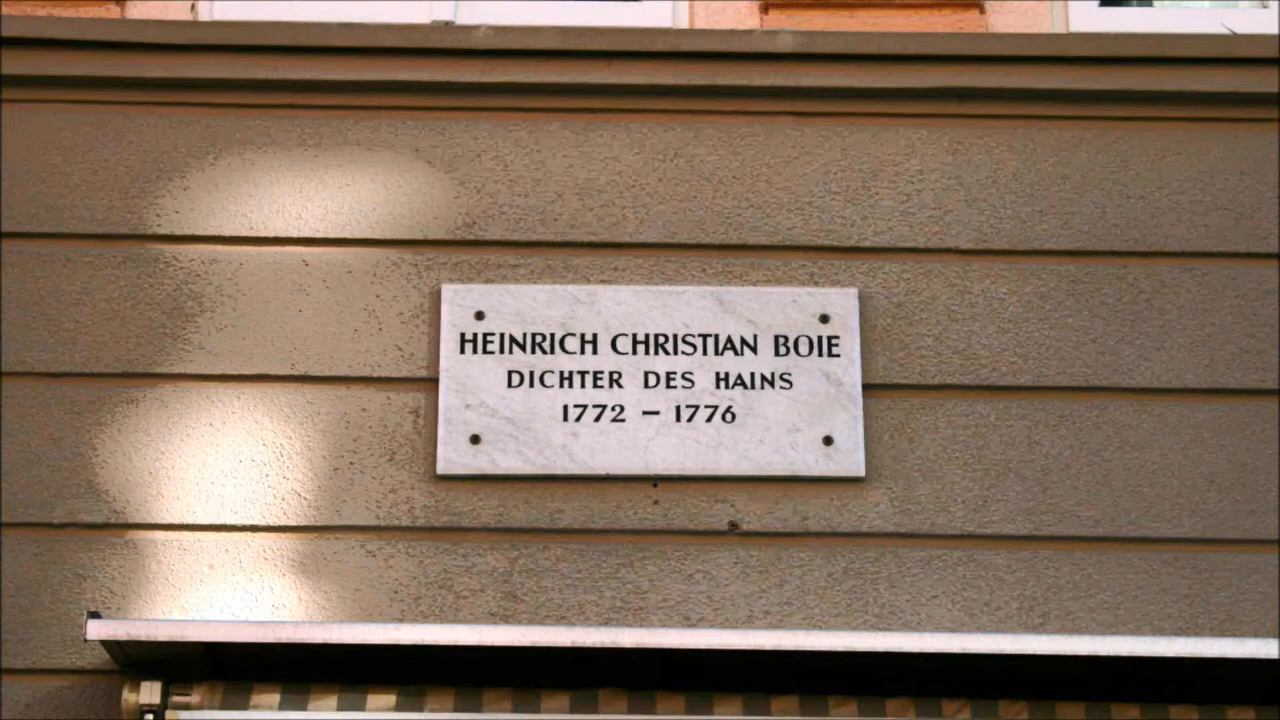 HEINRICH CHRISTIAN BOIE
DICHTER DES HAINS
1772 – 1776